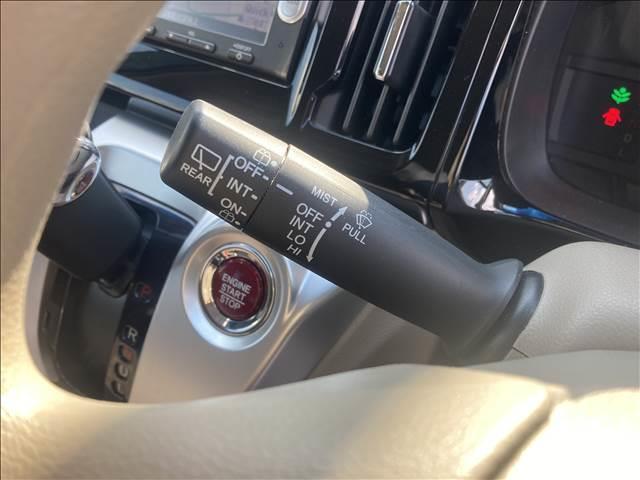 OFF
INT
ON
REAR
MIST
OFF
INT
LO
HI
PULL
ENGINE
START
STOP
P
R